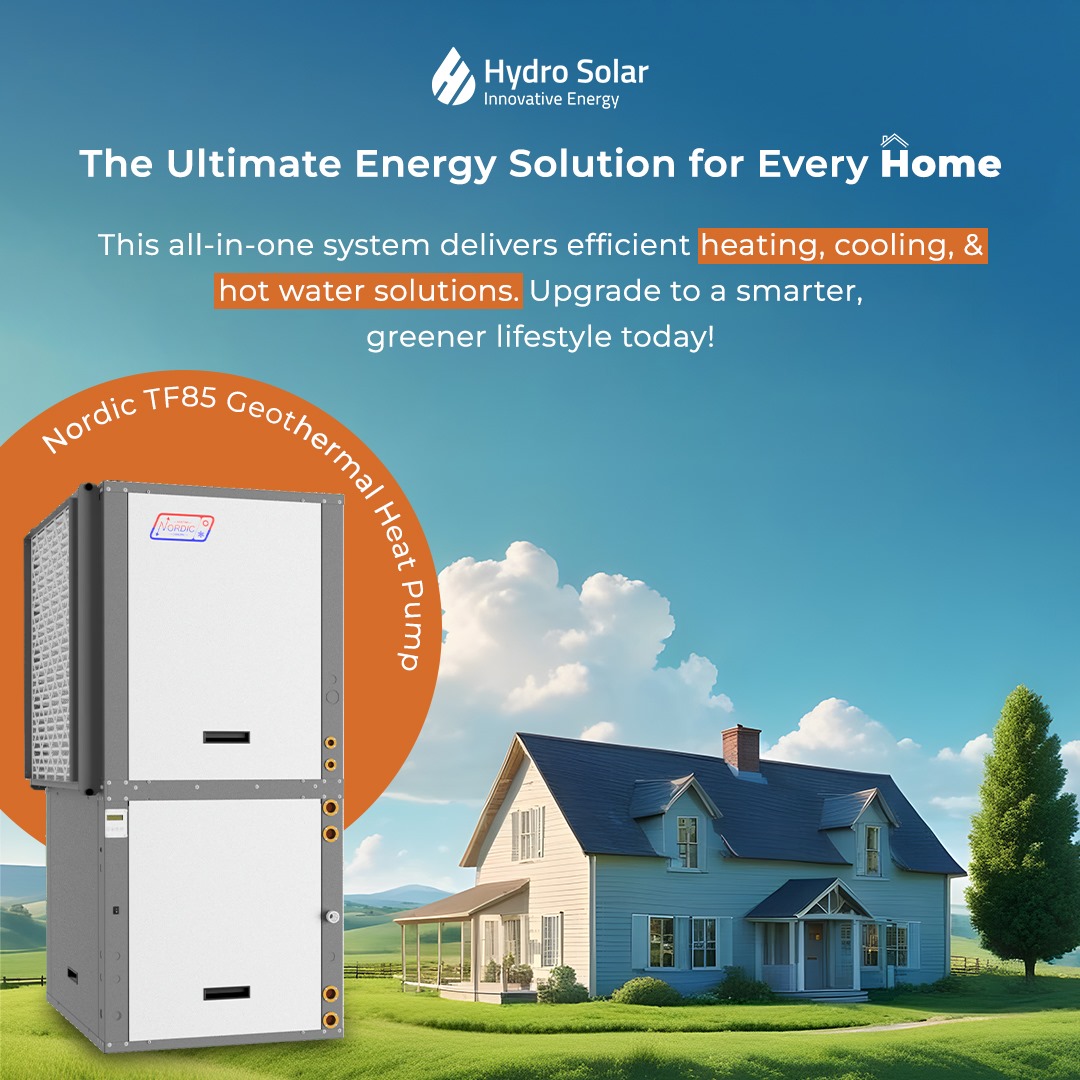 Hydro Solar
Innovative Energy
The Ultimate Energy Solution for Every Home
This all-in-one system delivers efficient heating, cooling, &
hot water solutions. Upgrade to a smarter,
greener lifestyle today!
Nordic TF85 Geothermal Heat Pump
NORDIC